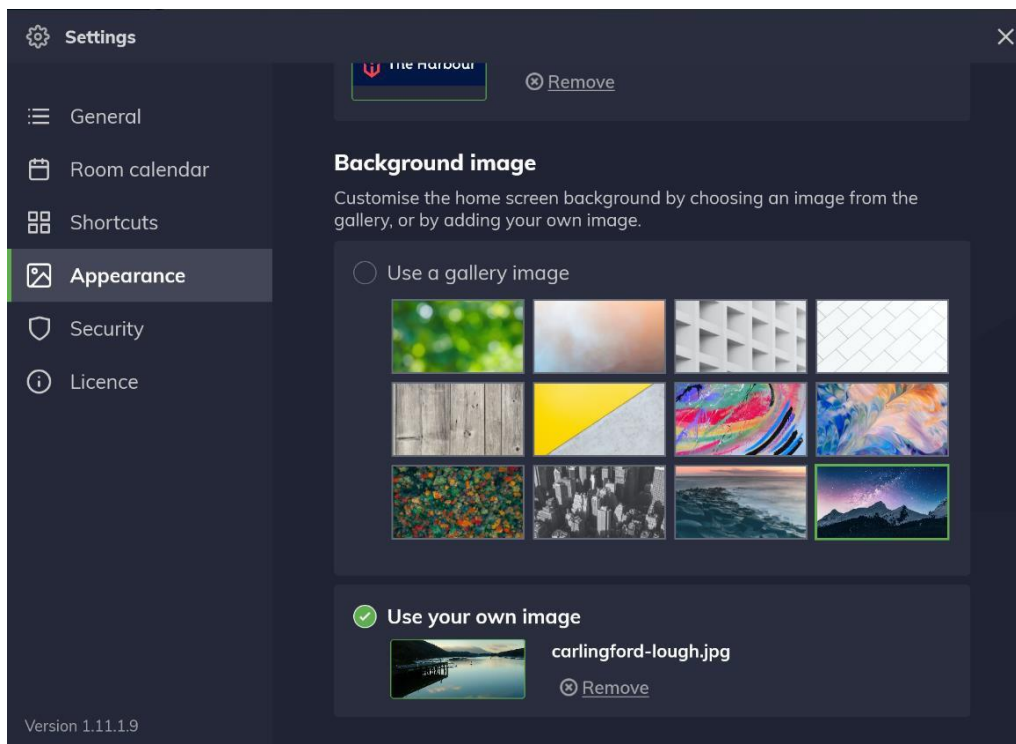 Settings
The Harbour
Remove
General
Room calendar
Shortcuts
Appearance
Security
Licence
Background image
Customise the home screen background by choosing an image from the
gallery, or by adding your own image.
Use a gallery image
Use your own image
carlingford-lough.jpg
Remove
Version 1.11.1.9